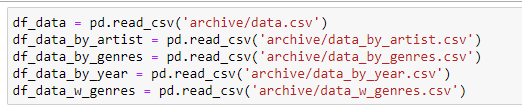 df_data = pd.read_csv('archive/data.csv')
df_data_by_artist = pd.read_csv('archive/data_by_artist.csv')
df_data_by_genres = pd.read_csv('archive/data_by_genres.csv')
df_data_by_year = pd.read_csv('archive/data_by_year.csv')
df_data_w_genres = pd.read_csv('archive/data_w_genres.csv')